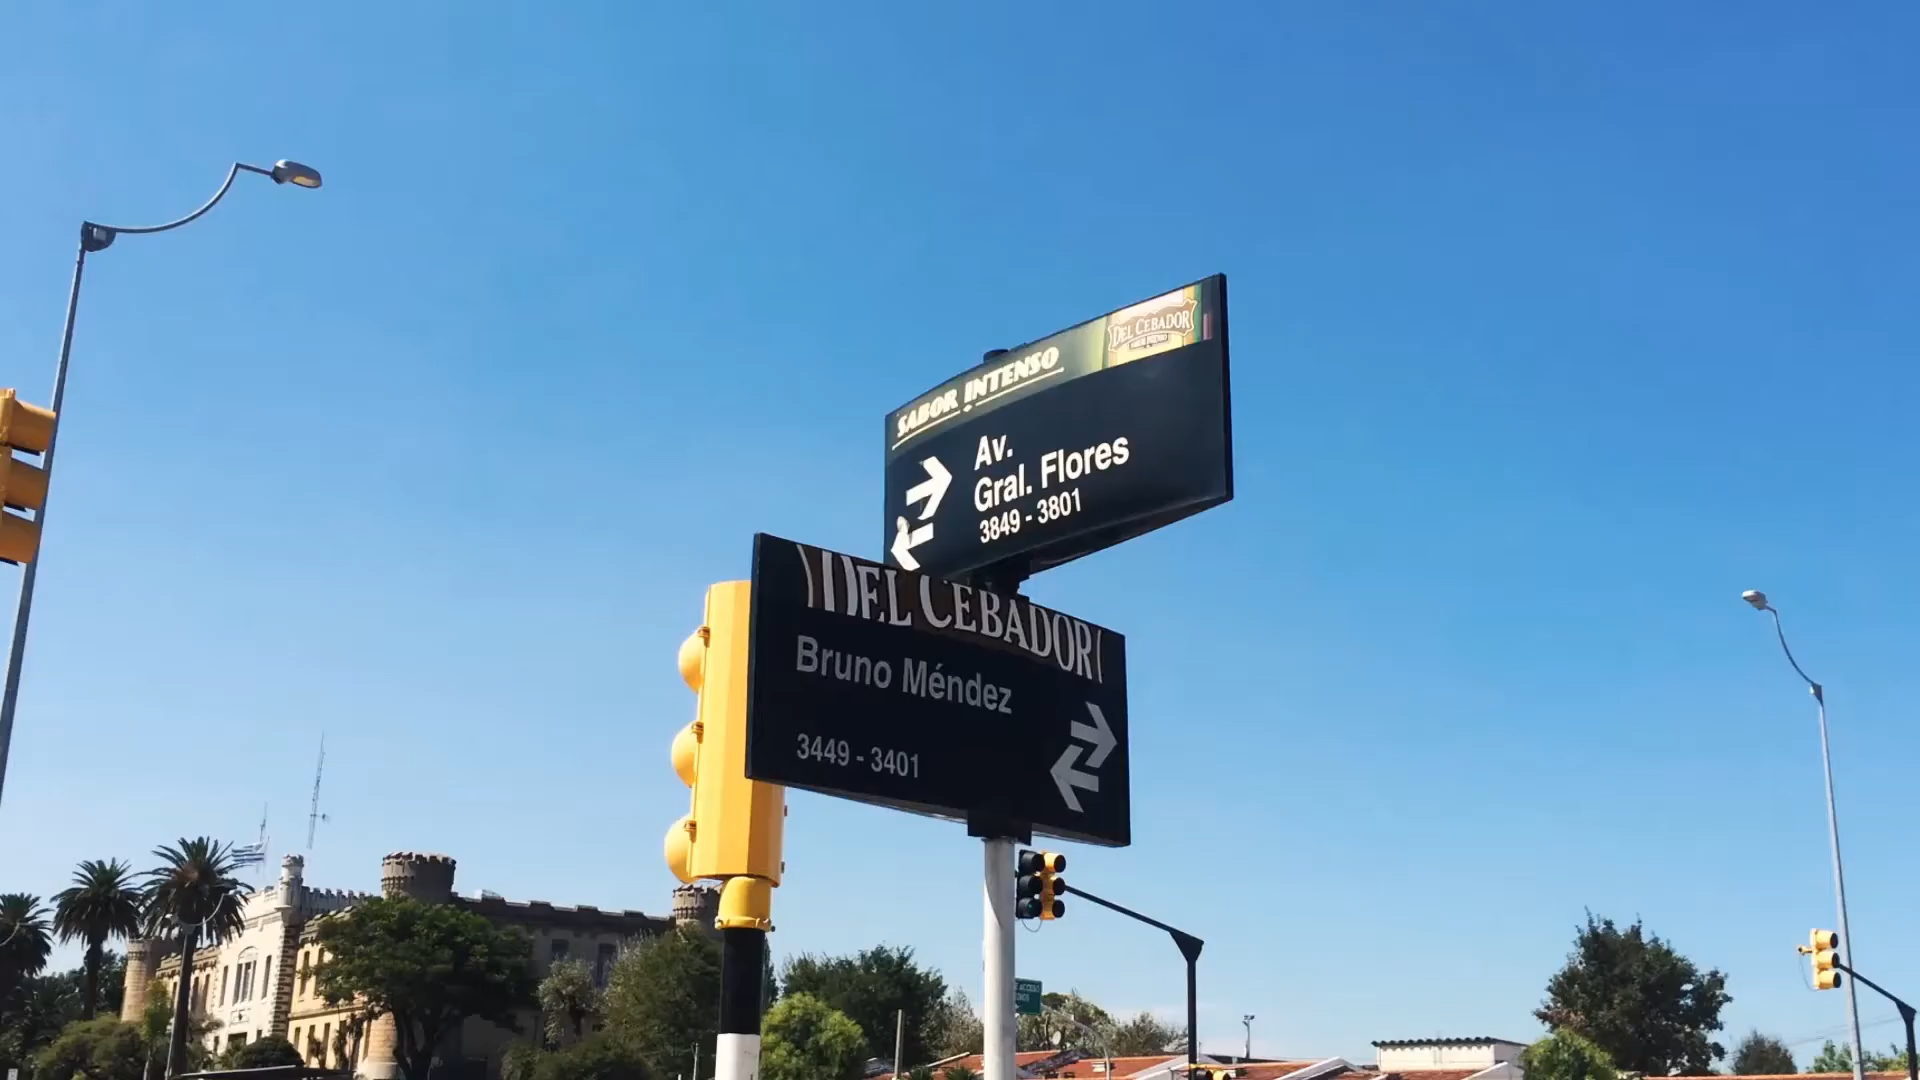 SABOR INTENSO
DEL CEBADOR
Av.
Gral. Flores
3849 - 3801
DEL CEBADOR
Bruno Méndez
3449 - 3401